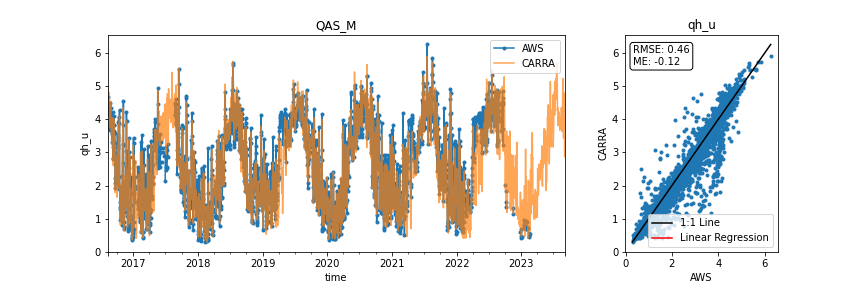 QAS_M
qh_u
6
5
4
3
2
1
0
qh_u
2017
2018
2019
2020
2021
2022
2023
time
AWS
CARRA
qh_u
RMSE: 0.46
ME: -0.12
6
5
4
3
2
1
0
CARRA
0
2
4
6
AWS
1:1 Line
Linear Regression